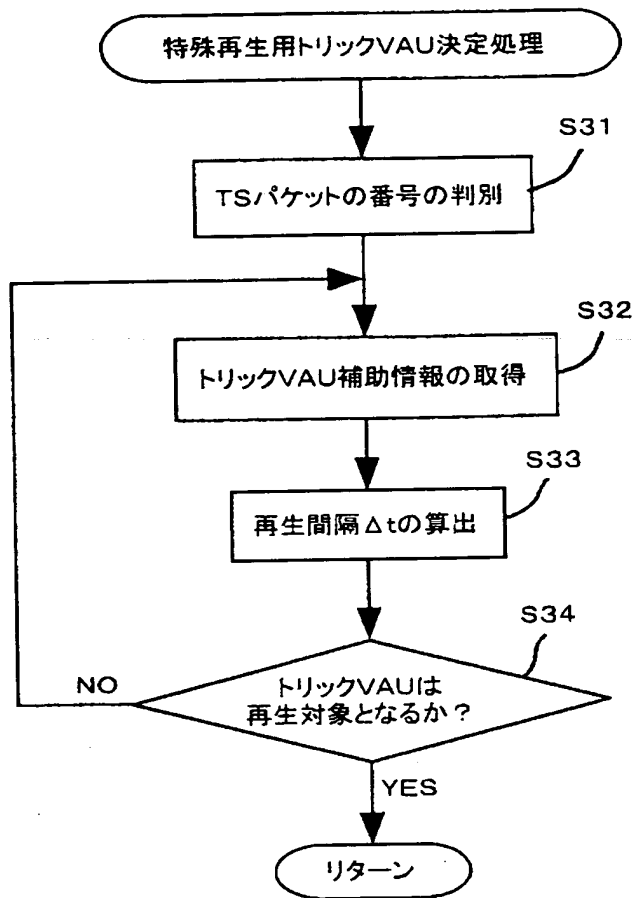 特殊再生用トリックVAU決定処理
S31
TSパケットの番号の判別
S32
トリックVAU補助情報の取得
S33
再生間隔Δtの算出
S34
トリックVAUは
再生対象となるか？
NO
YES
リターン